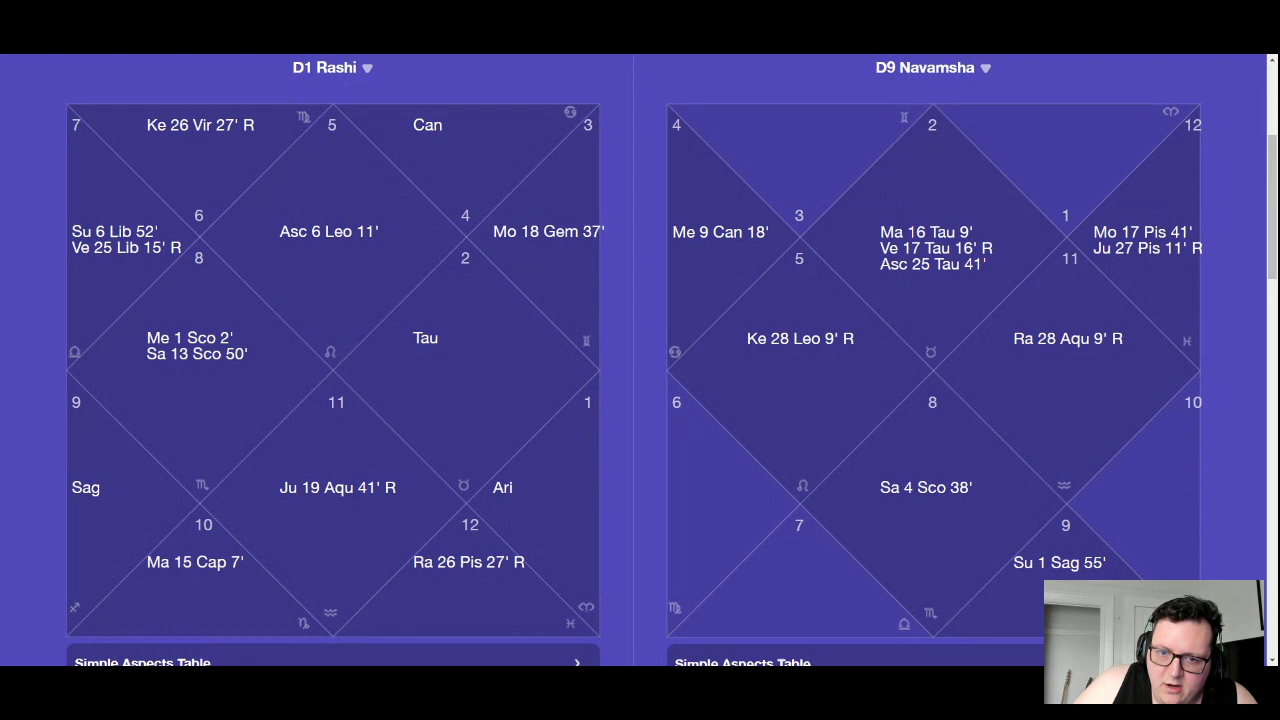 D1 Rashi
7
Ke 26 Vir 27' R
5
Can
3
Su 6 Lib 52'
Ve 25 Lib 15' R
6
8
Asc 6 Leo 11'
4
2
Mo 18 Gem 37'
Me 1 Sco 2'
Sa 13 Sco 50'
Tau
9
11
1
Sag
Ju 19 Aqu 41' R
Ari
10
12
Ma 15 Cap 7'
Ra 26 Pis 27' R
Simple Aspects Table
D9 Navamsha
4
2
12
Me 9 Can 18'
3
5
Ma 16 Tau 9'
Ve 17 Tau 16' R
Asc 25 Tau 41'
1
11
Mo 17 Pis 41'
Ju 27 Pis 11' R
Ke 28 Leo 9' R
Ra 28 Aqu 9' R
6
8
10
Sa 4 Sco 38'
7
9
Su 1 Sag 55'
Simple Aspects Table